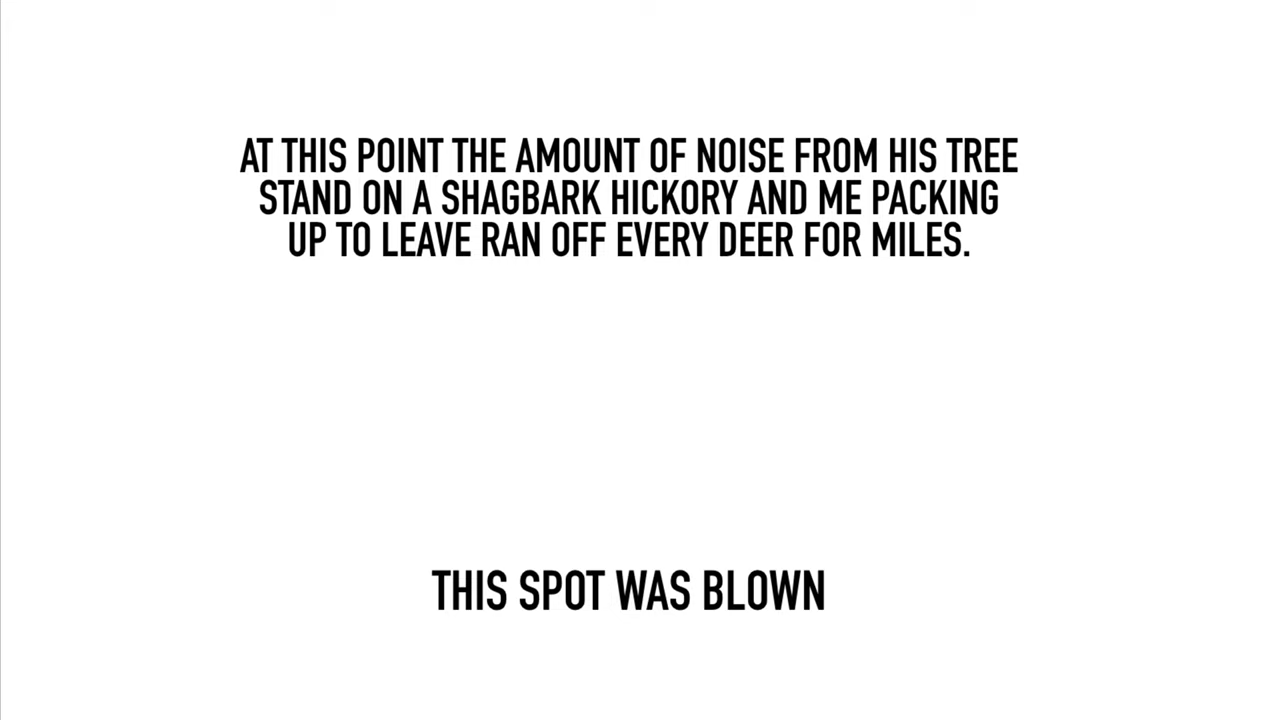 AT THIS POINT THE AMOUNT OF NOISE FROM HIS TREE
STAND ON A SHAGBARK HICKORY AND ME PACKING
UP TO LEAVE RAN OFF EVERY DEER FOR MILES.
THIS SPOT WAS BLOWN